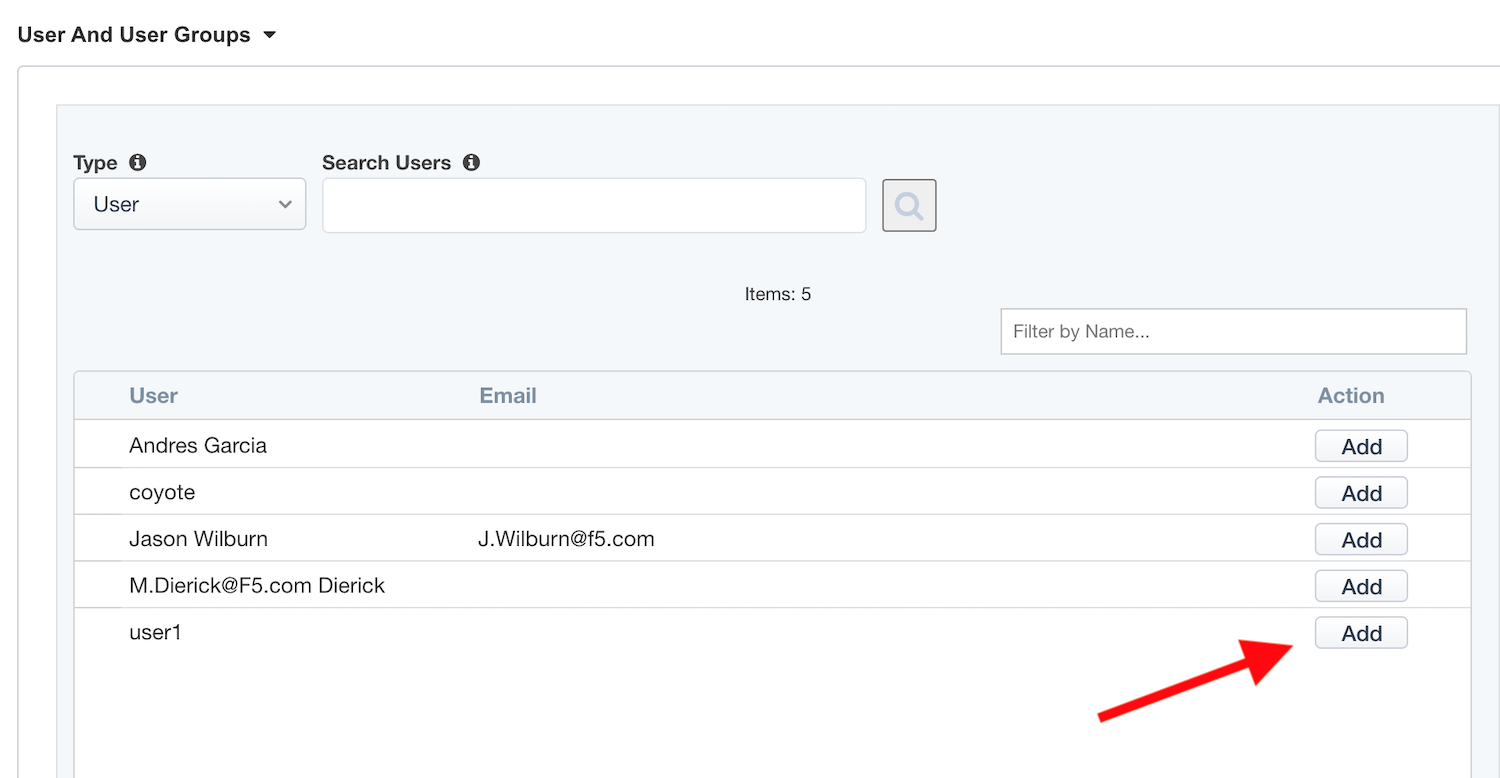 User And User Groups
Type Search Users
User
Items: 5
Filter by Name...
User Email Action
Andres Garcia Add
coyote Add
Jason Wilburn J.Wilburn@f5.com Add
M.Dierick@F5.com Dierick Add
user1 Add